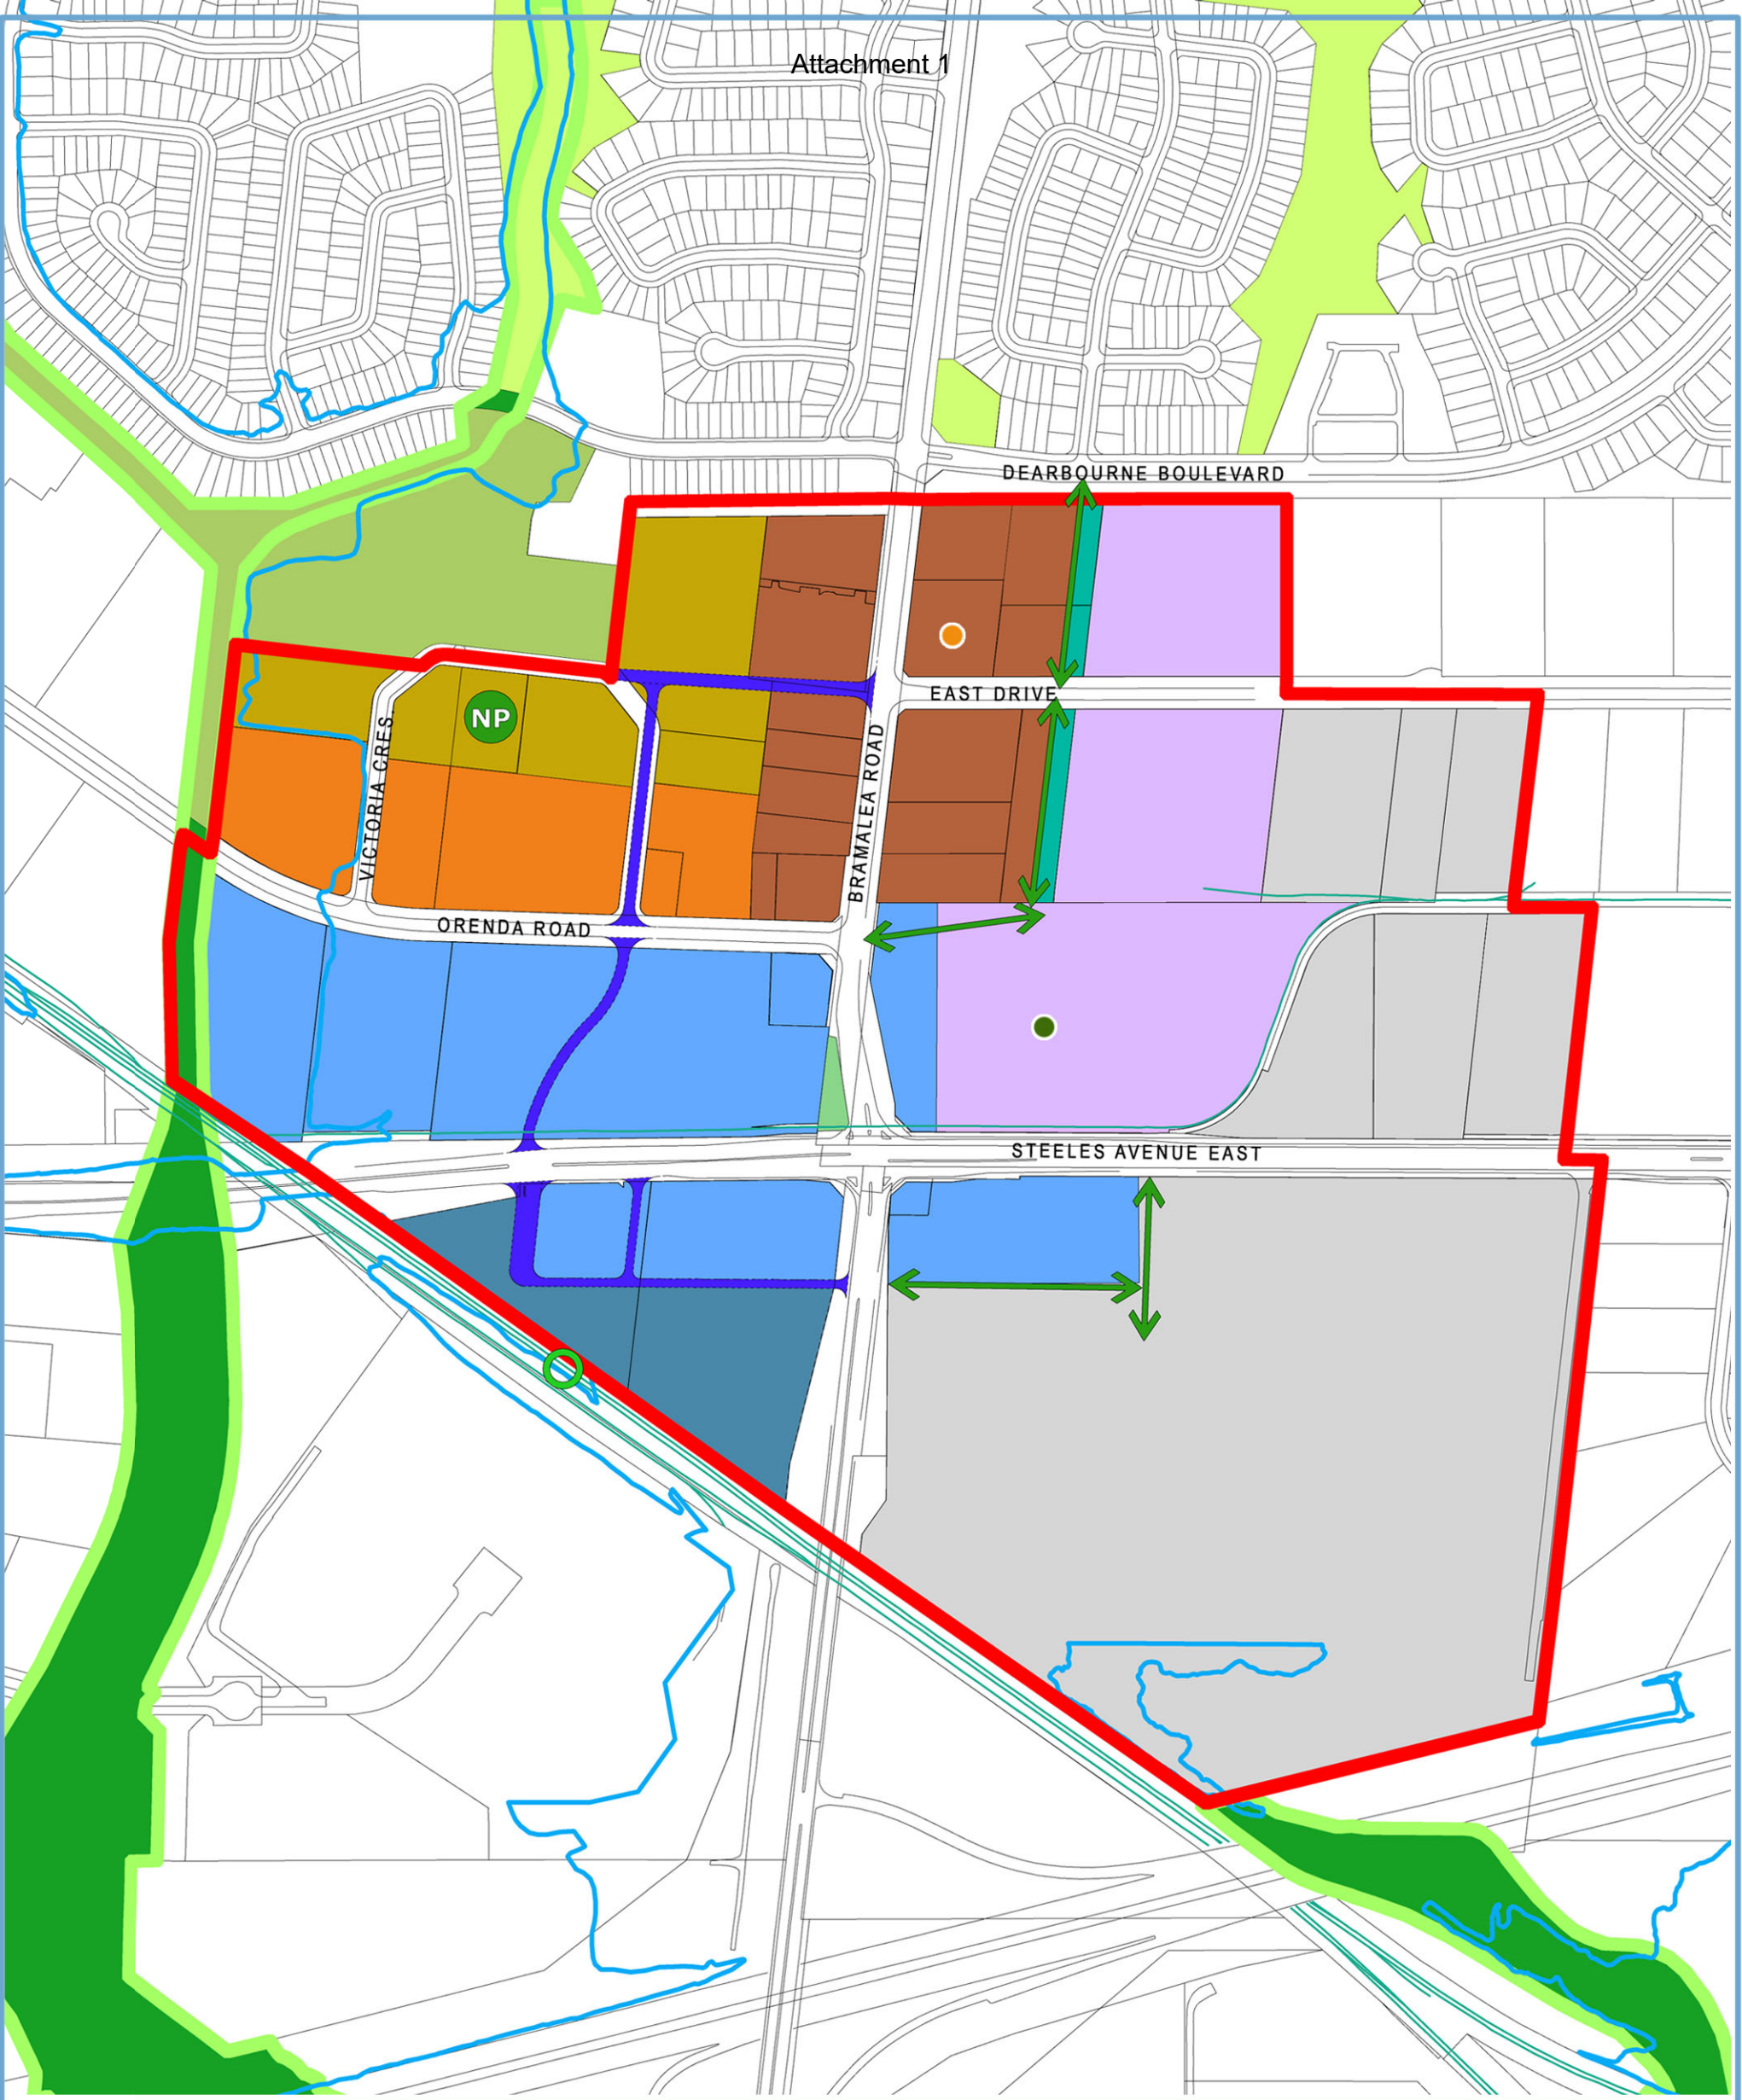 Attachment 1
DEARBOURNE BOULEVARD
EAST DRIVE
NP
VICTORIA CRES.
BRAMALEA ROAD
ORENDA ROAD
STEELES AVENUE EAST